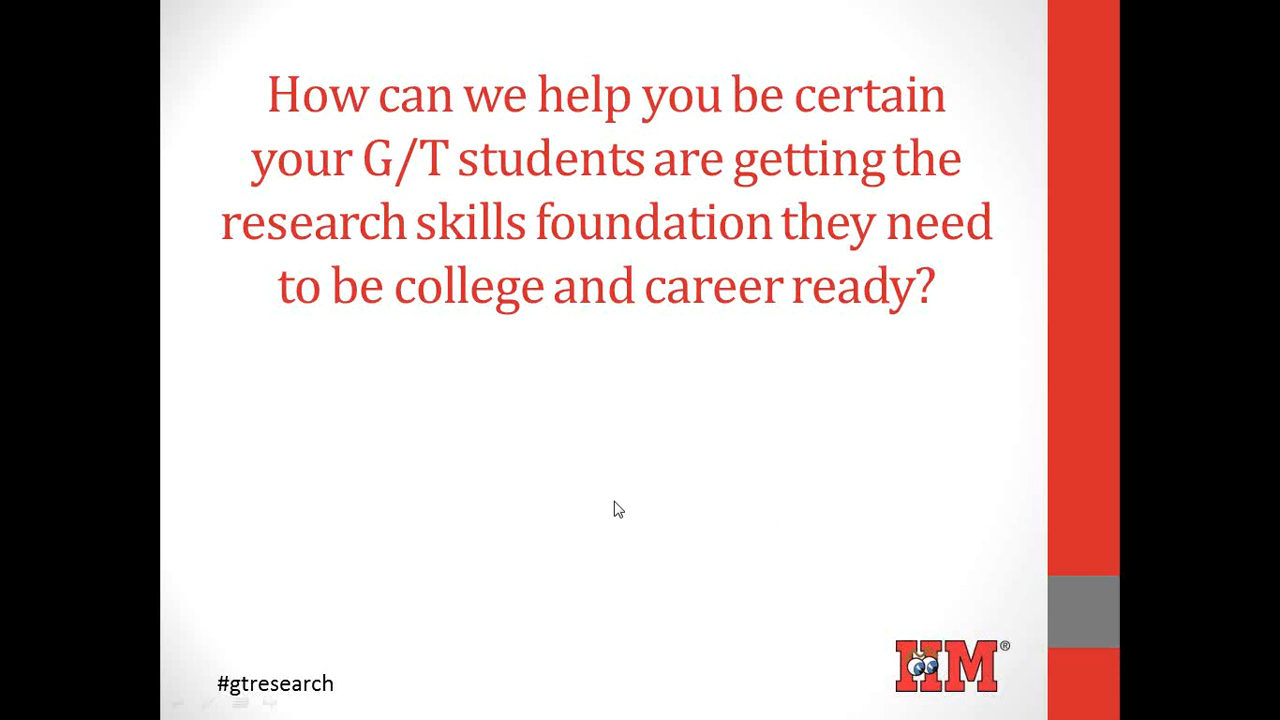 How can we help you be certain
your G/T students are getting the
research skills foundation they need
to be college and career ready?
#gtresearch
HM®